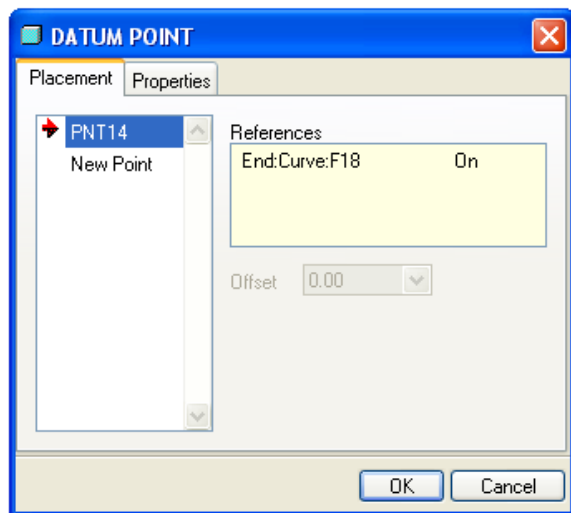 DATUM POINT
Placement Properties
PNT14
New Point
References
End:Curve:F18 On
Offset 0.00
OK Cancel